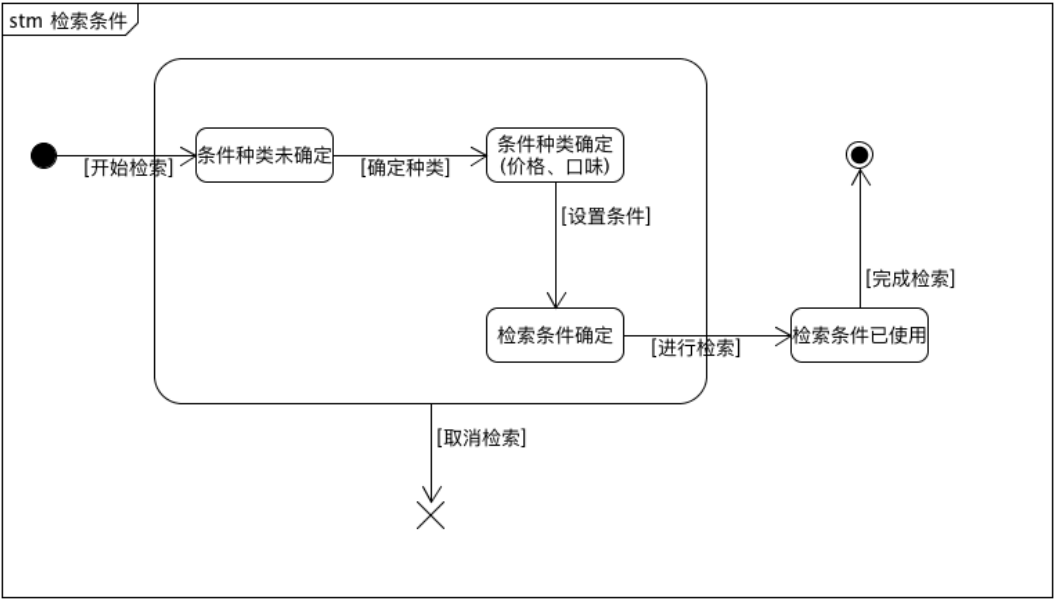 stm 检索条件
[开始检索]
条件种类未确定
[确定种类]
条件种类确定
(价格、口味)
[设置条件]
检索条件确定
[进行检索]
检索条件已使用
[完成检索]
[取消检索]